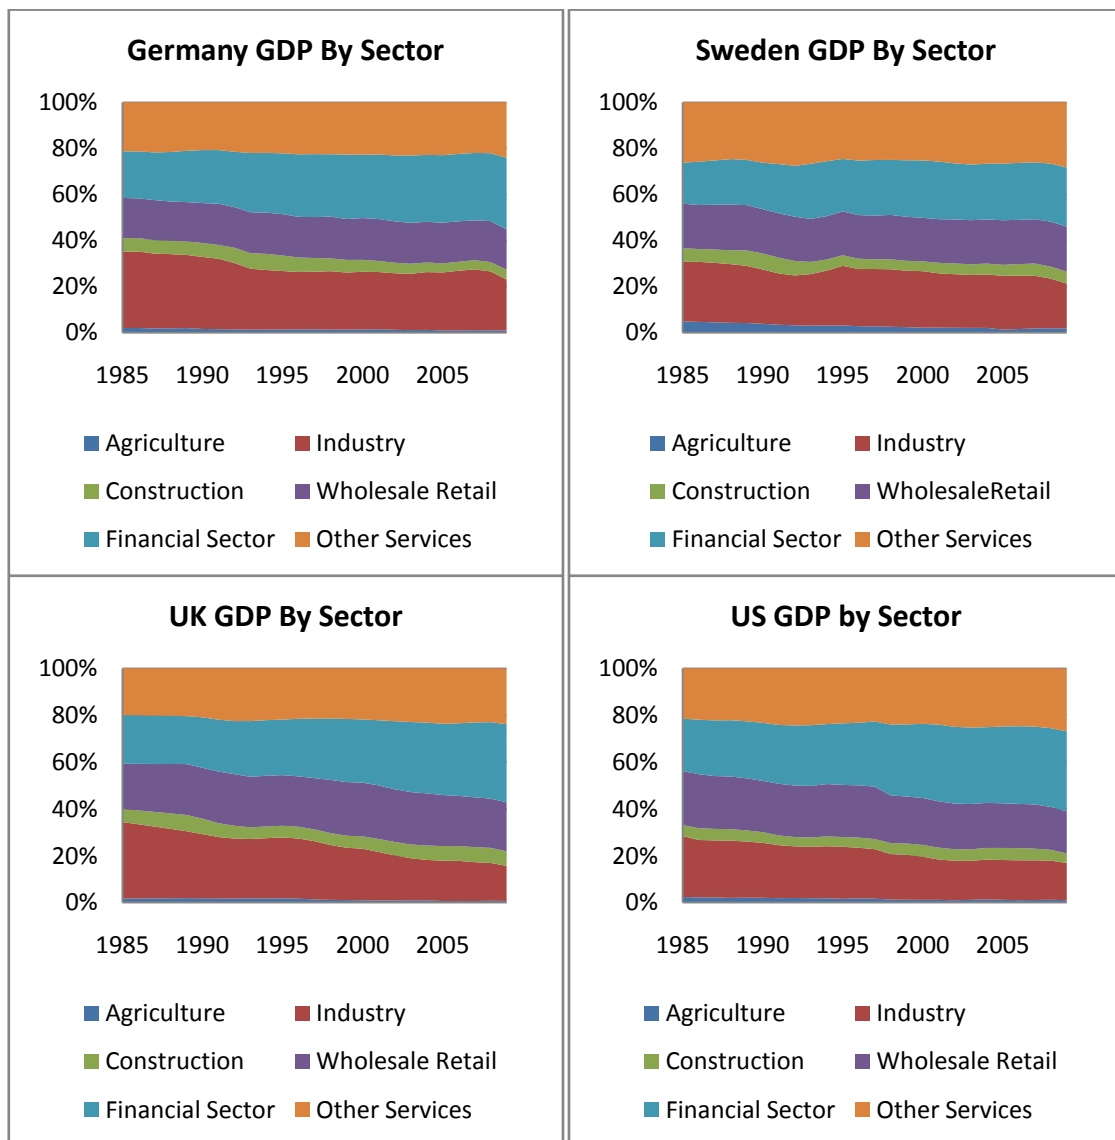 Germany GDP By Sector
100%
80%
60%
40%
20%
0%
1985 1990 1995 2000 2005
Agriculture Industry
Construction Wholesale Retail
Financial Sector Other Services
Sweden GDP By Sector
100%
80%
60%
40%
20%
0%
1985 1990 1995 2000 2005
Agriculture Industry
Construction WholesaleRetail
Financial Sector Other Services
UK GDP By Sector
100%
80%
60%
40%
20%
0%
1985 1990 1995 2000 2005
Agriculture Industry
Construction Wholesale Retail
Financial Sector Other Services
US GDP by Sector
100%
80%
60%
40%
20%
0%
1985 1990 1995 2000 2005
Agriculture Industry
Construction Wholesale Retail
Financial Sector Other Services